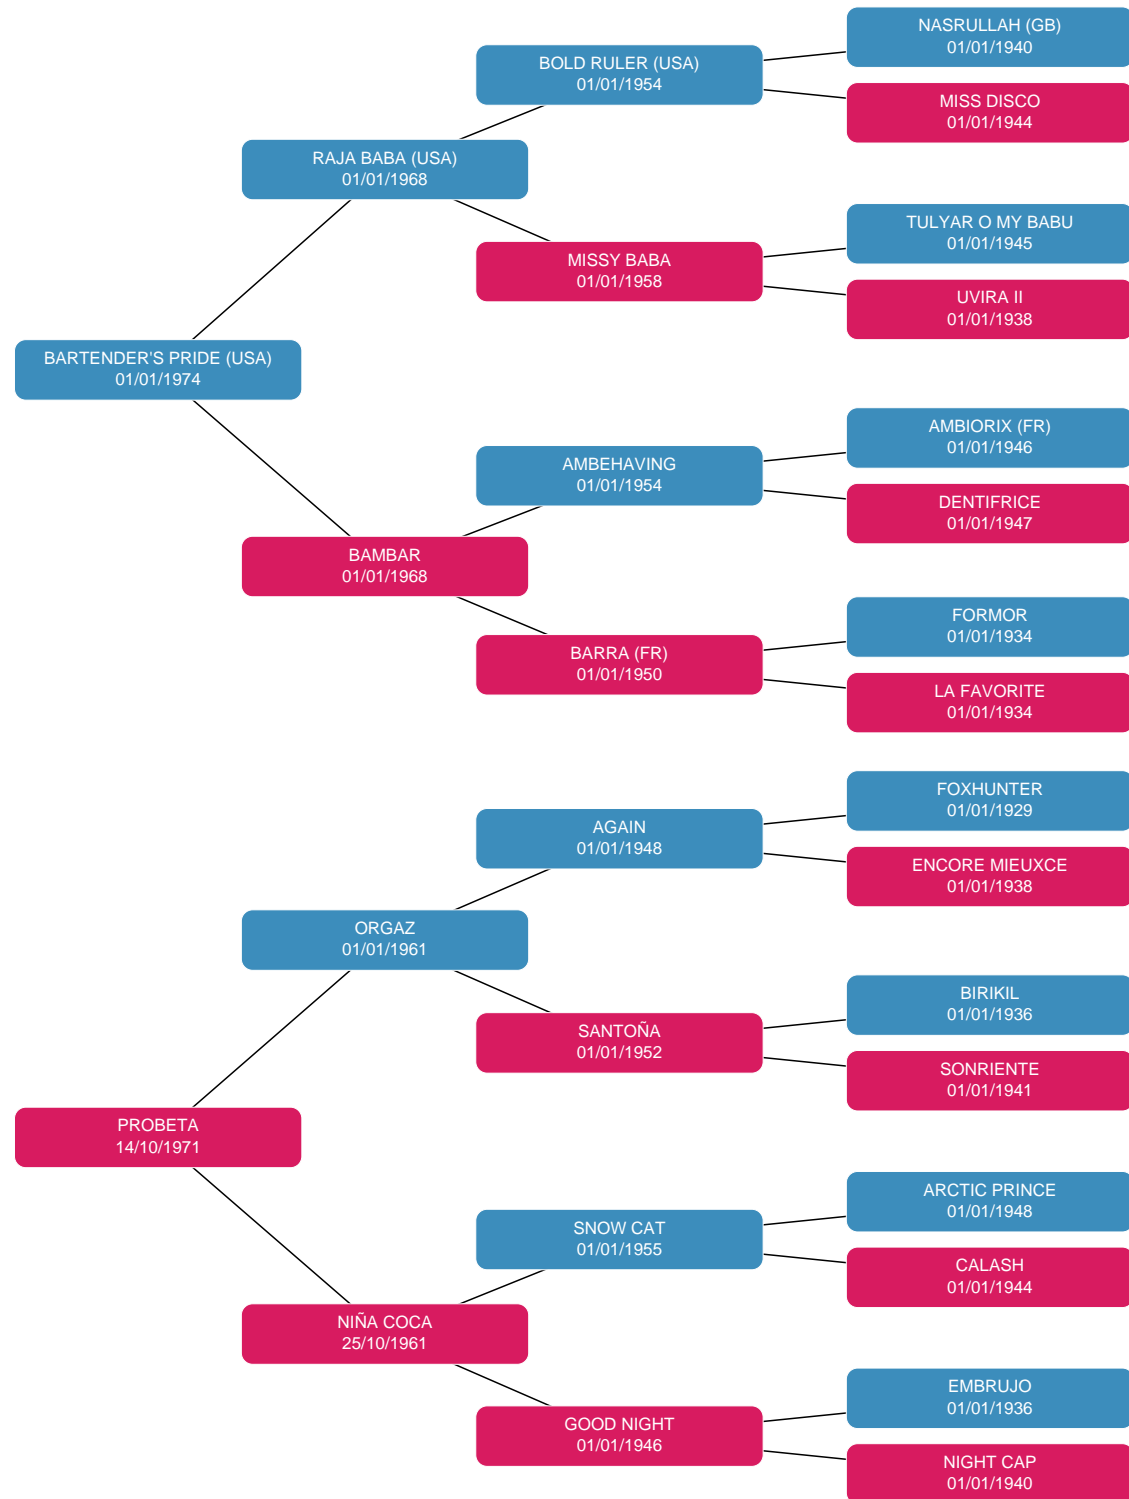 NASRULLAH (GB)
01/01/1940
BOLD RULER (USA)
01/01/1954
MISS DISCO
01/01/1944
RAJA BABA (USA)
01/01/1968
TULYAR O MY BABU
01/01/1945
MISSY BABA
01/01/1958
UVIRA II
01/01/1938
BARTENDER'S PRIDE (USA)
01/01/1974
AMBIORIX (FR)
01/01/1946
AMBEHAVING
01/01/1954
DENTIFRICE
01/01/1947
BAMBAR
01/01/1968
FORMOR
01/01/1934
BARRA (FR)
01/01/1950
LA FAVORITE
01/01/1934
FOXHUNTER
01/01/1929
AGAIN
01/01/1948
ENCORE MIEUXCE
01/01/1938
ORGAZ
01/01/1961
BIRIKIL
01/01/1936
SANTOÑA
01/01/1952
SONRIENTE
01/01/1941
PROBETA
14/10/1971
ARCTIC PRINCE
01/01/1948
SNOW CAT
01/01/1955
CALASH
01/01/1944
NIÑA COCA
25/10/1961
EMBRUJO
01/01/1936
GOOD NIGHT
01/01/1946
NIGHT CAP
01/01/1940